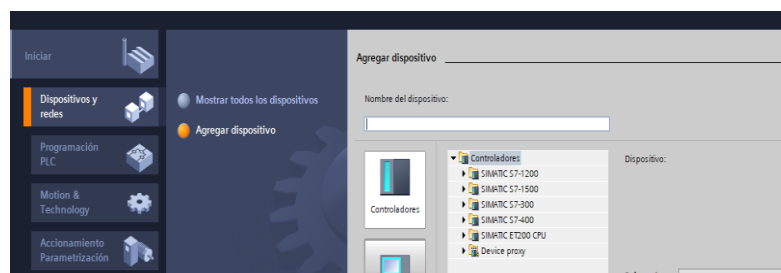 Iniciar
Dispositivos y
redes
Programación
PLC
Motion &
Technology
Accionamiento
Parametrización
Mostrar todos los dispositivos
Agregar dispositivo
Agregar dispositivo
Nombre del dispositivo:
Controladores
Controladores
SIMATIC S7-1200
SIMATIC S7-1500
SIMATIC S7-300
SIMATIC S7-400
SIMATIC ET200 CPU
Device proxy
Dispositivo: